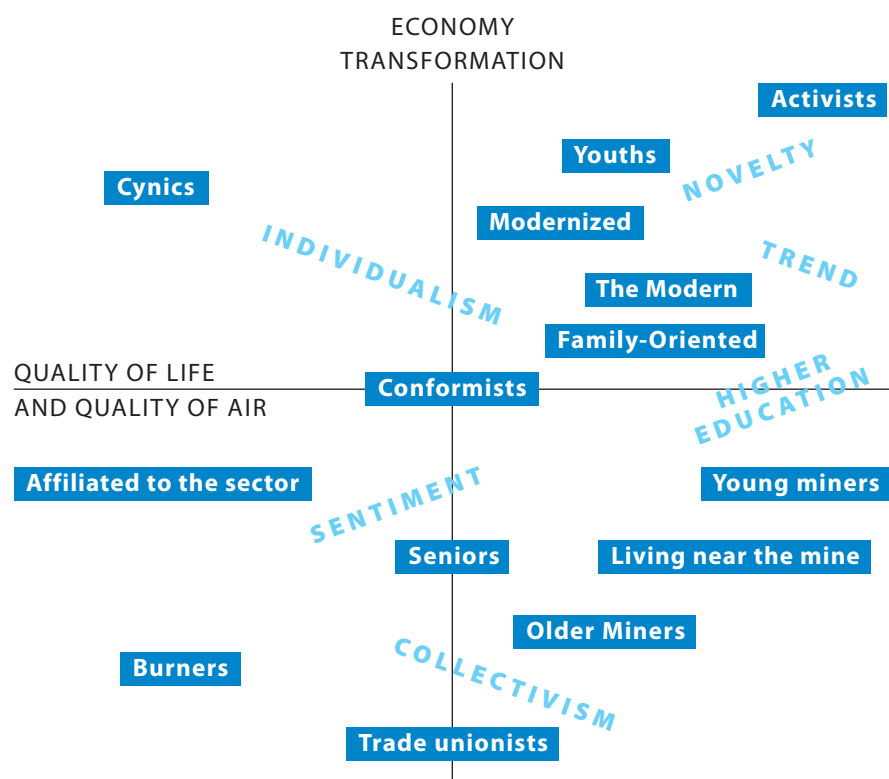 ECONOMY
TRANSFORMATION
Activists
Youths
NOVELTY
Cynics
Modernized
INDIVIDUALISM
TREND
The Modern
Family-Oriented
QUALITY OF LIFE
AND QUALITY OF AIR
Conformists
HIGHER
EDUCATION
Affiliated to the sector
SENTIMENT
Young miners
Seniors
Living near the mine
Older Miners
COLLECTIVISM
Burners
Trade unionists